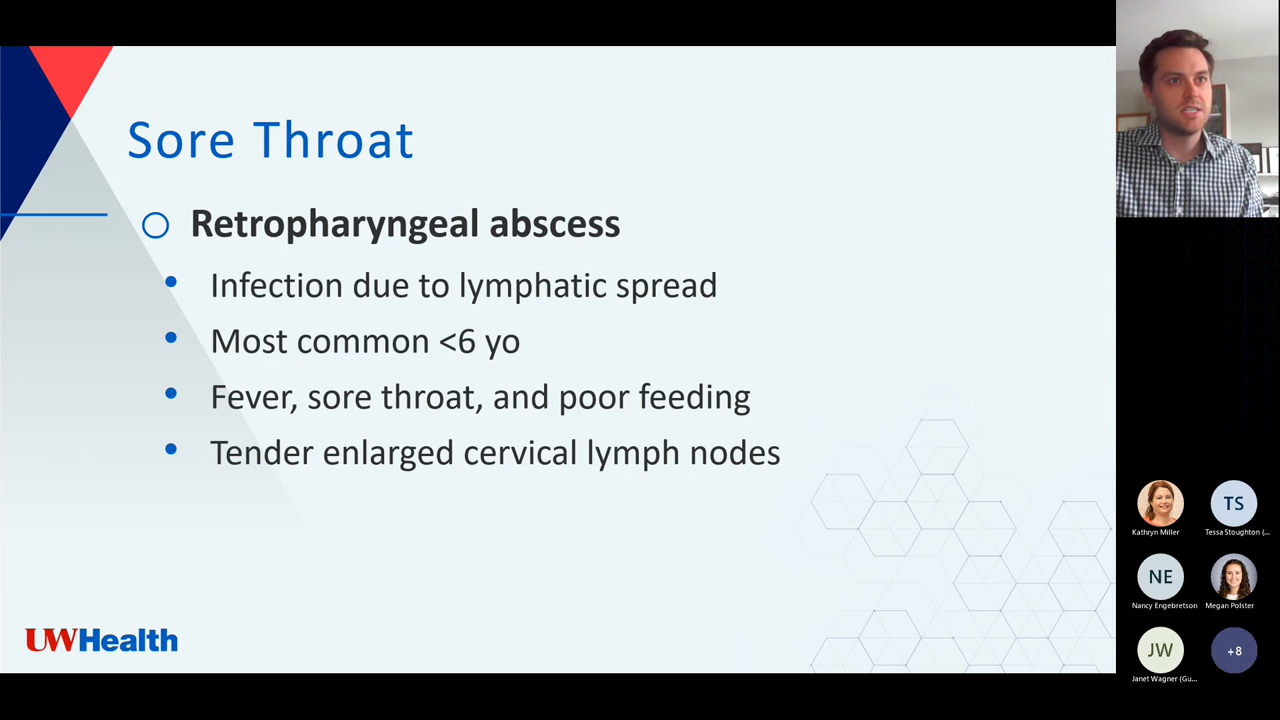 Sore Throat
Retropharyngeal abscess
Infection due to lymphatic spread
Most common <6 yo
Fever, sore throat, and poor feeding
Tender enlarged cervical lymph nodes
UWHealth
Kathryn Miller
TS
Tessa Stoughton (...
NE
Nancy Engebretson
Megan Polster
JW
Janet Wagner (Gu...
+8